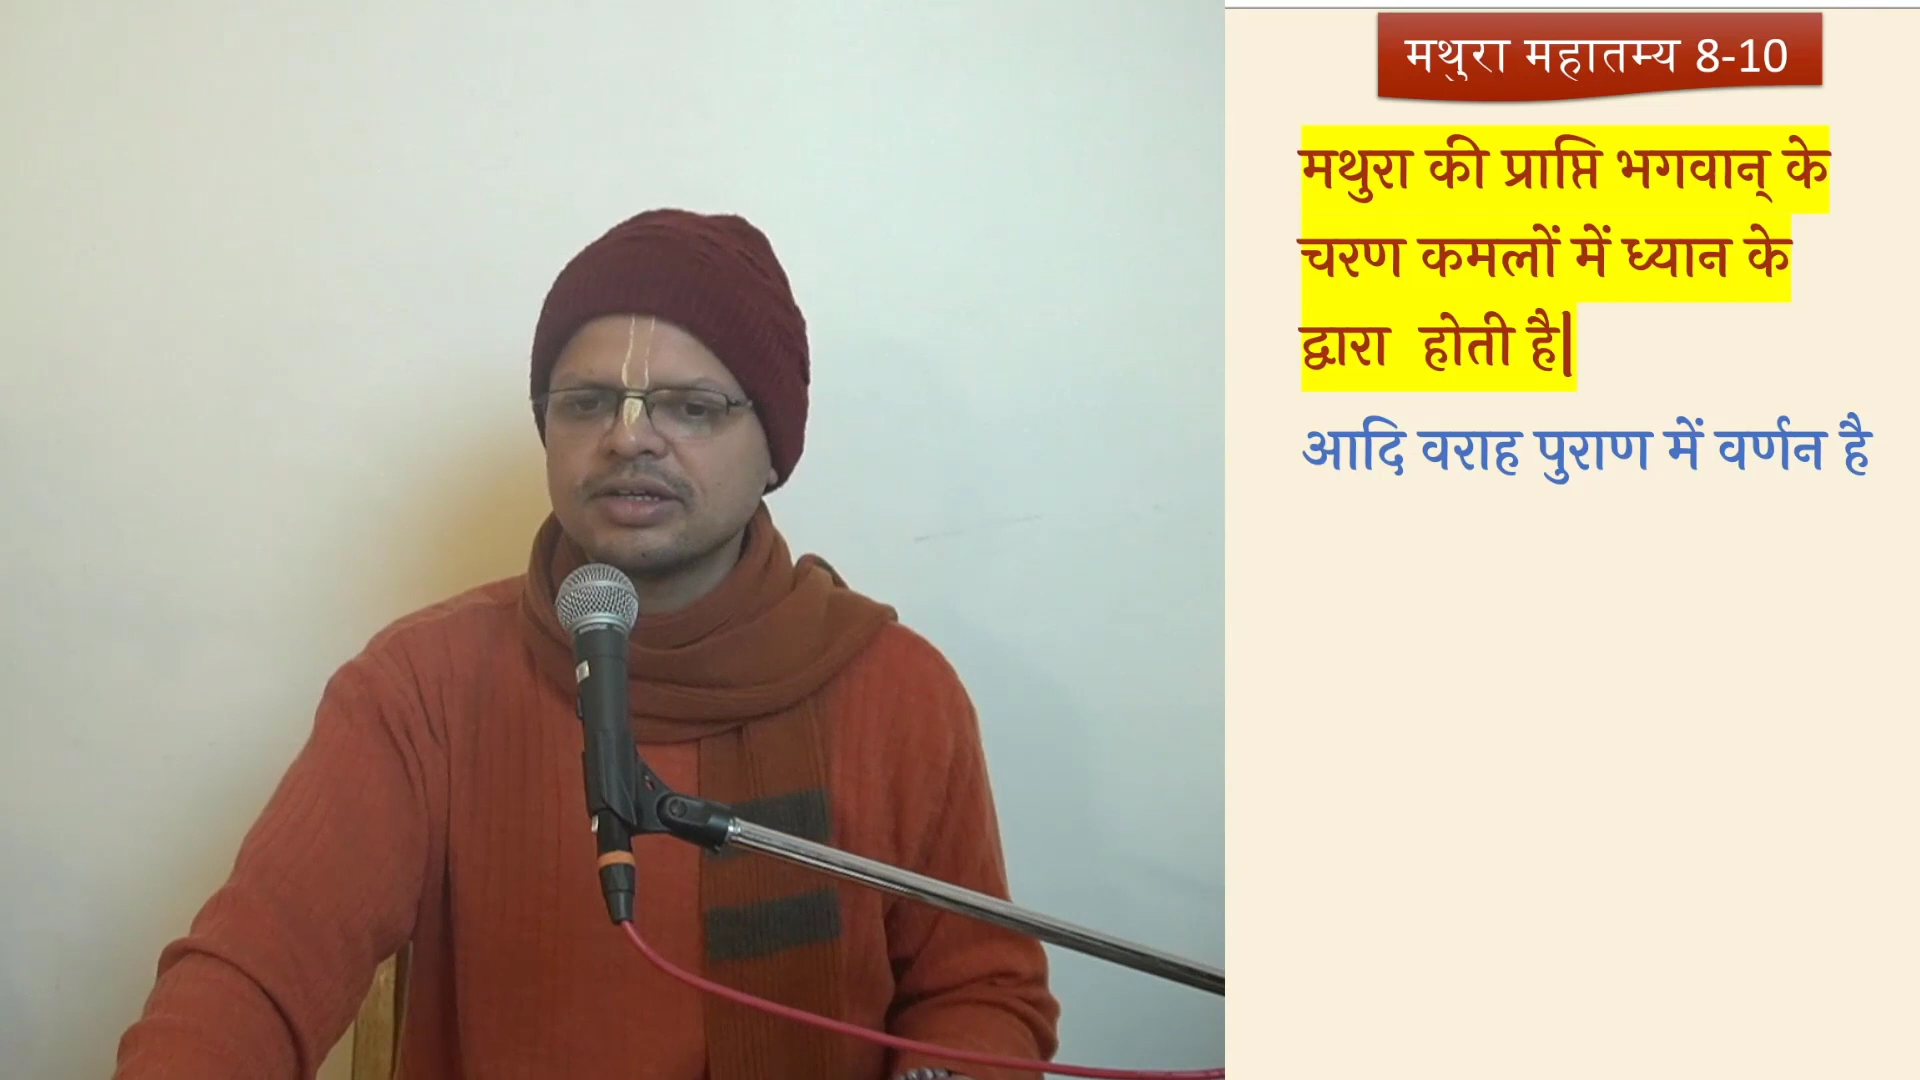 मथुरा महातम्य 8-10
मथुरा की प्राप्ति भगवान् के
चरण कमलों में ध्यान के
द्वारा होती है|
आदि वराह पुराण में वर्णन है